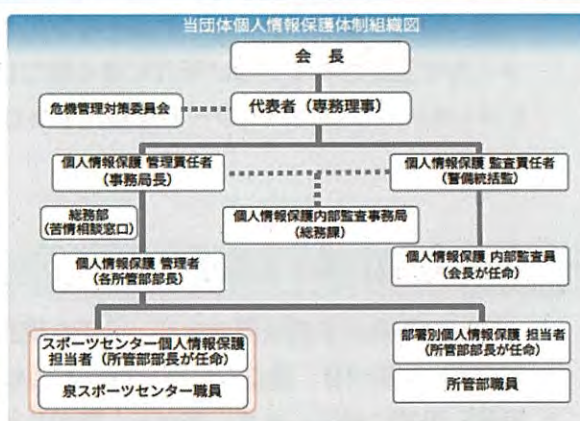 当団体個人情報保護体制組織図
会 長
危機管理対策委員会
代表者（専務理事）
個人情報保護 管理責任者
（事務局長）
個人情報保護 監査責任者
（警備統括監）
総務部
（苦情相談窓口）
個人情報保護内部監査事務局
（総務課）
個人情報保護 管理者
（各所管部部長）
個人情報保護 内部監査員
（会長が任命）
スポーツセンター個人情報保護
担当者（所管部部長が任命）
泉スポーツセンター職員
部署別個人情報保護 担当者
（所管部部長が任命）
所管部職員